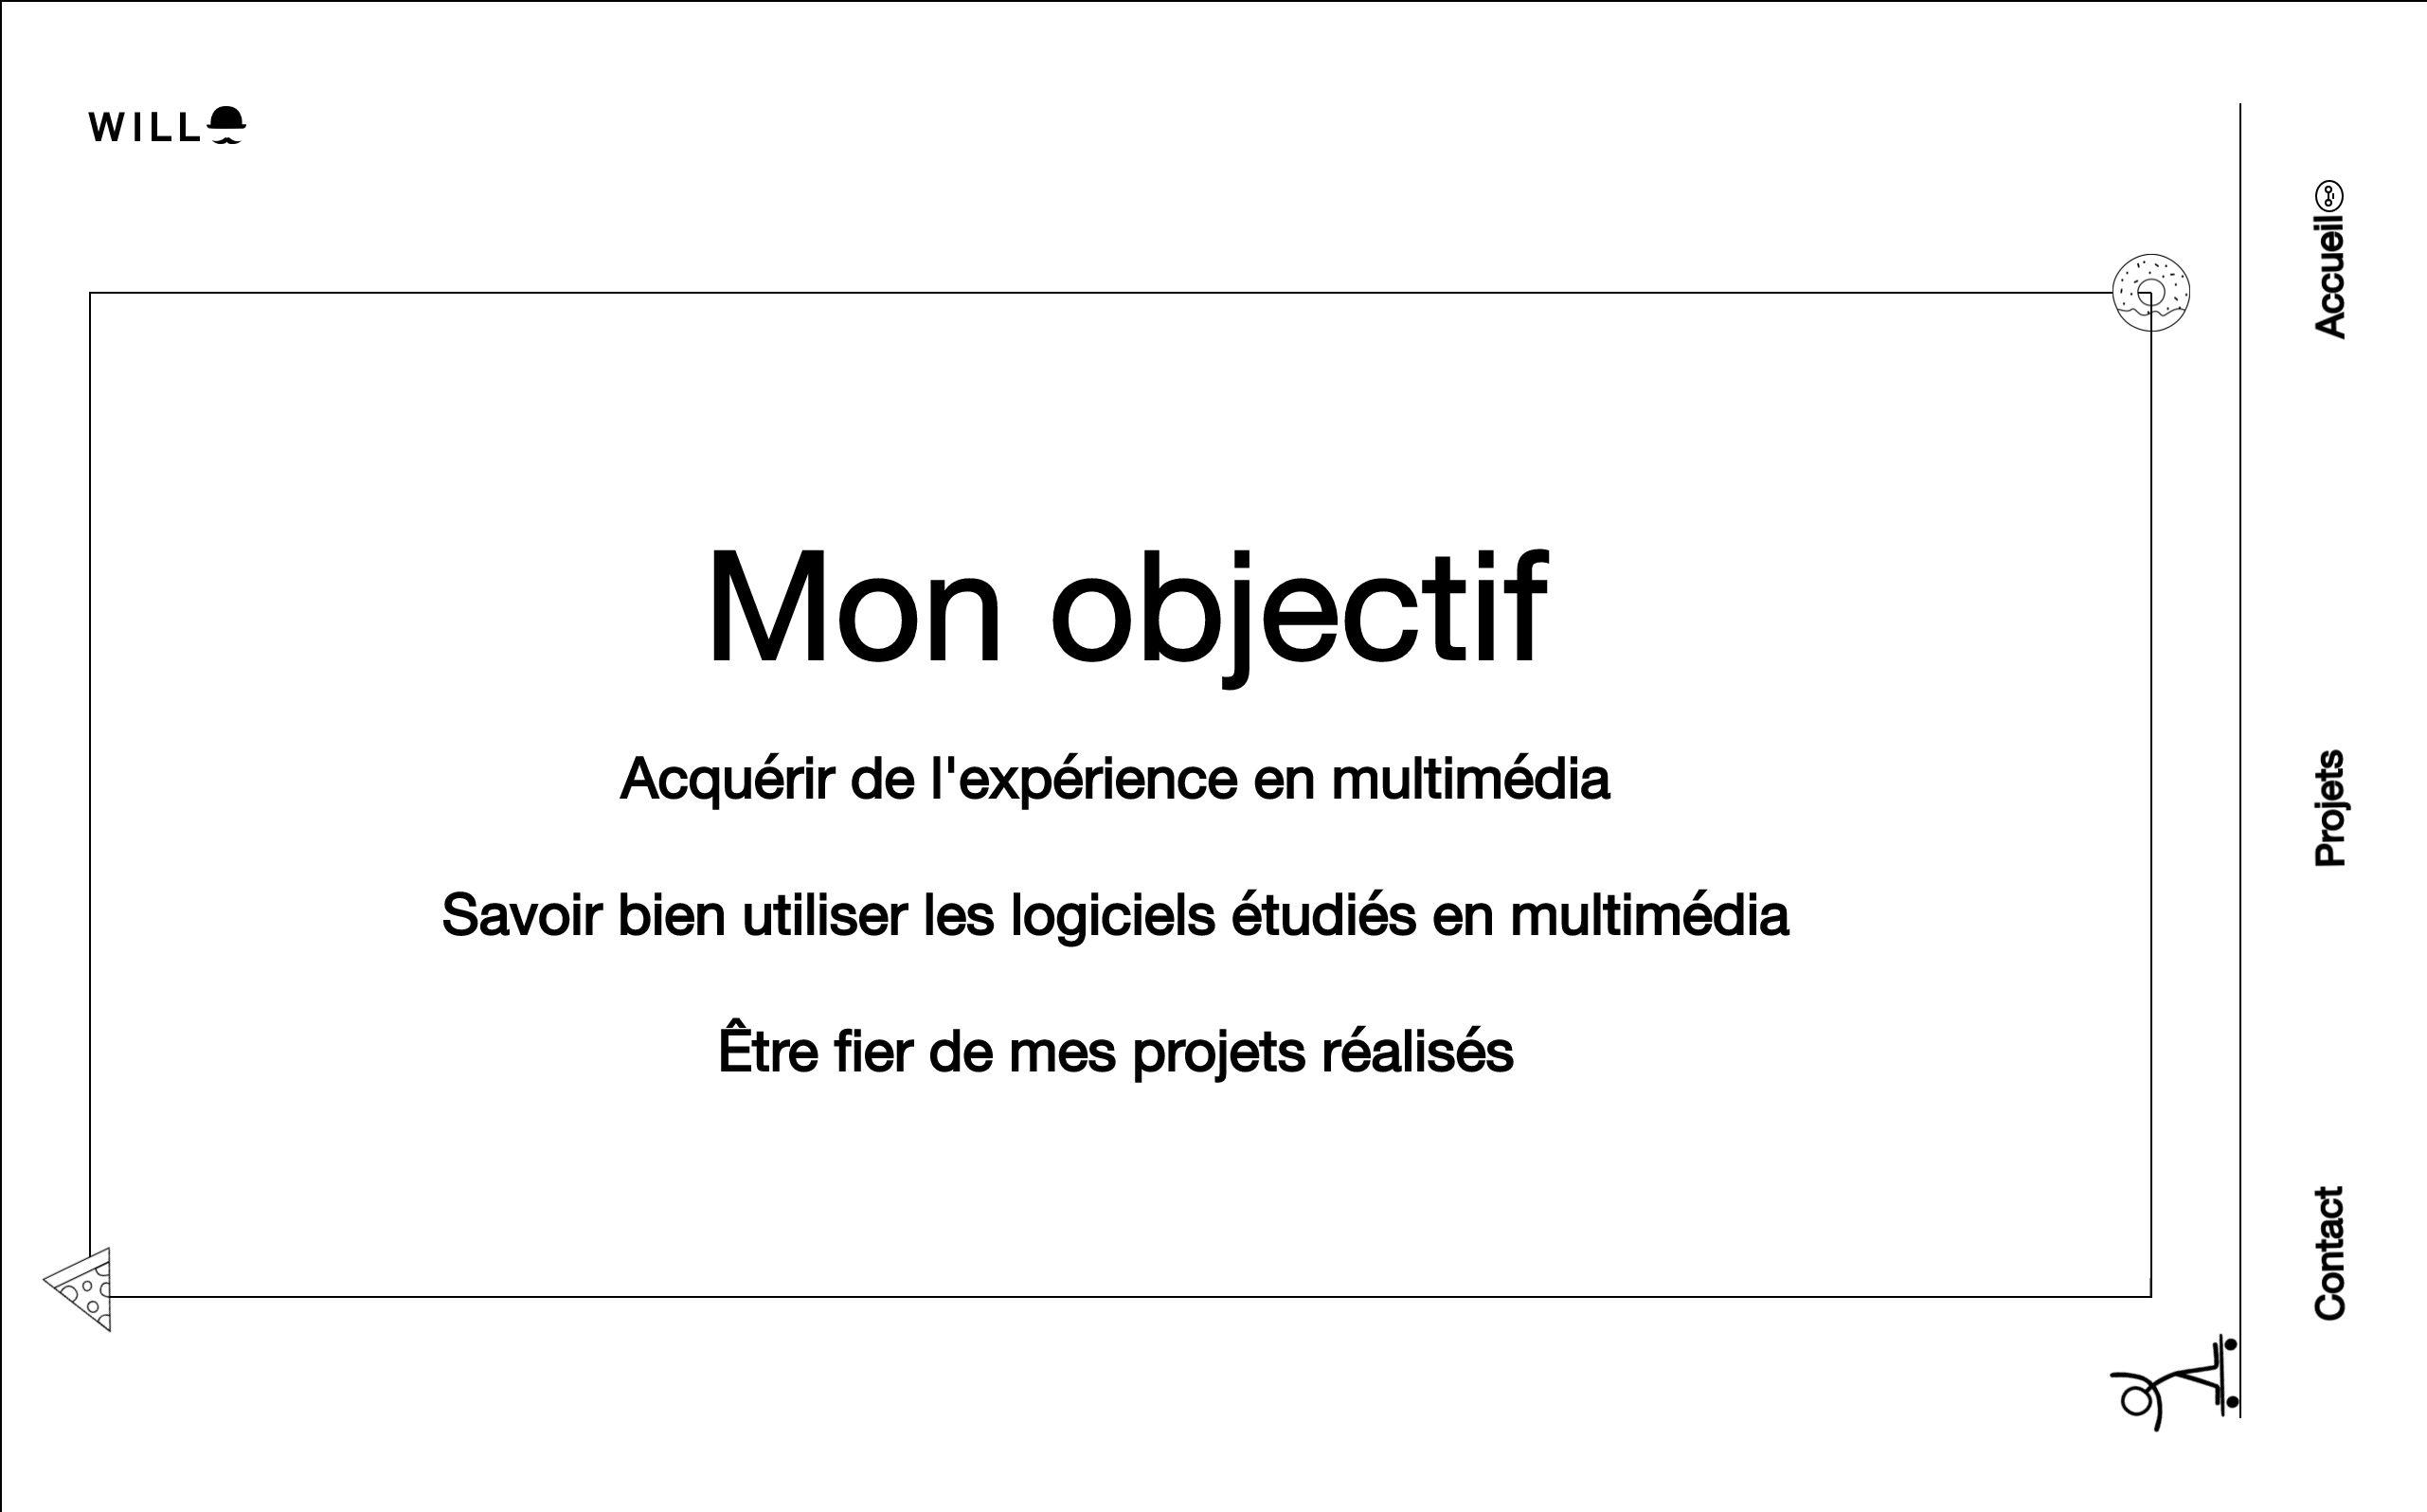 WILL
Accueil
Mon objectif
Acquérir de l'expérience en multimédia
Savoir bien utiliser les logiciels étudiés en multimédia
Être fier de mes projets réalisés
Projets
Contact